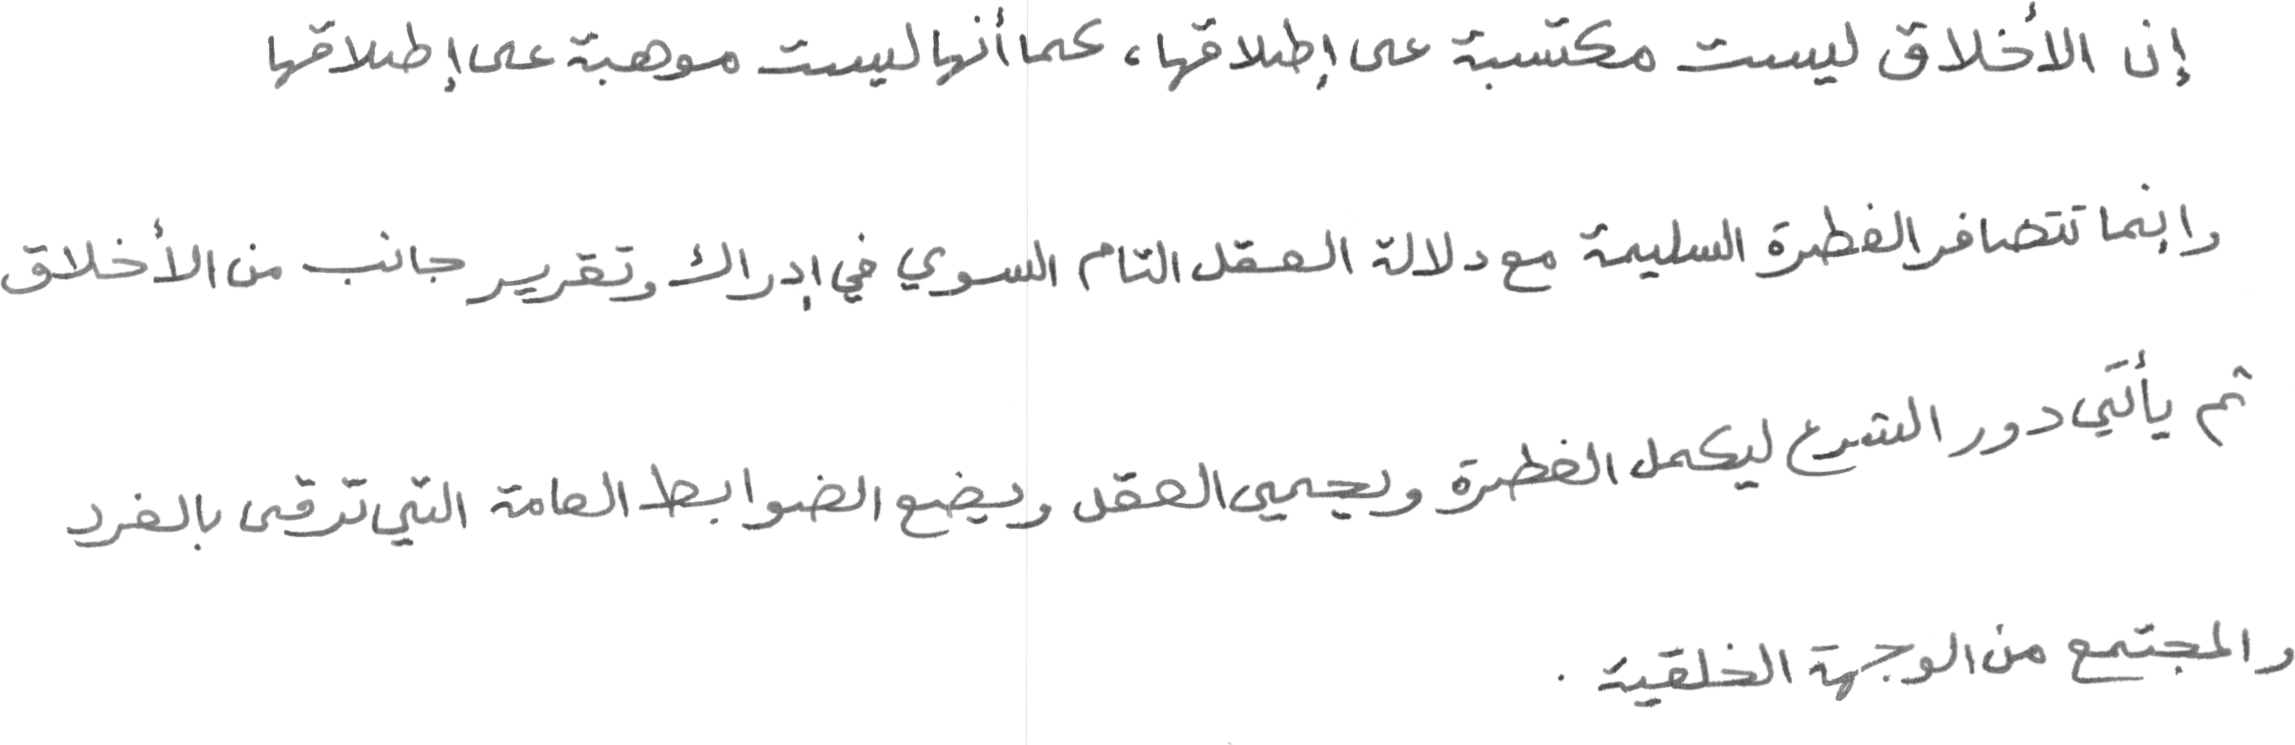 إن الأخلاق ليست مكتسبة على إطلاقها، كما أنها ليست موهبة على إطلاقها
وإنما تتضافر الفطرة السليمة مع دلالة العقل التام السوي في إدراك وتقرير جانب من الأخلاق
ثم يأتي دور الشرع ليكمل الفطرة ويحمي العقل ويضع الضوابط العامة التي ترقى بالفرد
والمجتمع من الوجهة الخلقية .